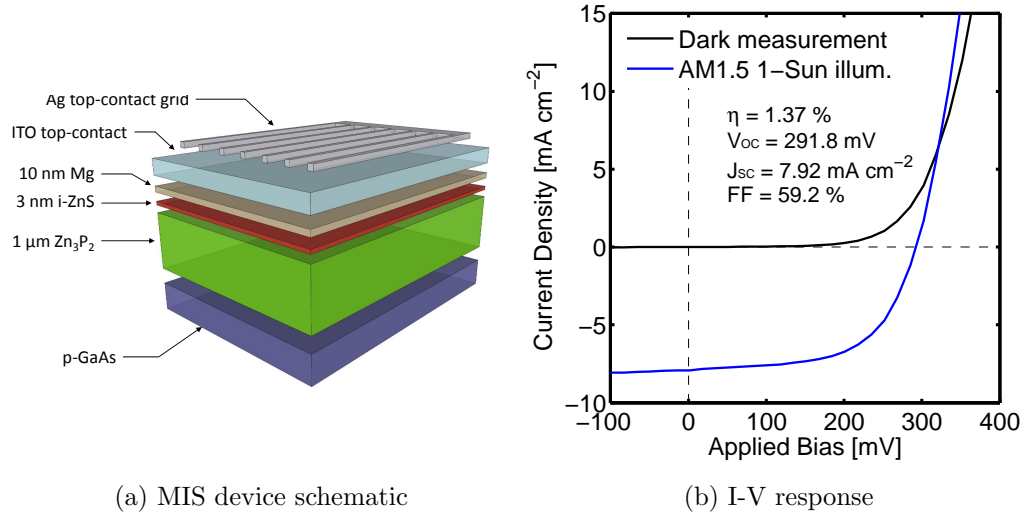 Ag top-contact grid
ITO top-contact
10 nm Mg
3 nm i-ZnS
1 μm Zn₃P₂
p-GaAs
(a) MIS device schematic
15
10
5
0
−5
−10
Current Density [mA cm⁻²]
Dark measurement
AM1.5 1−Sun illum.
η = 1.37 %
V_OC = 291.8 mV
J_SC = 7.92 mA cm⁻²
FF = 59.2 %
−100 0 100 200 300 400
Applied Bias [mV]
(b) I-V response